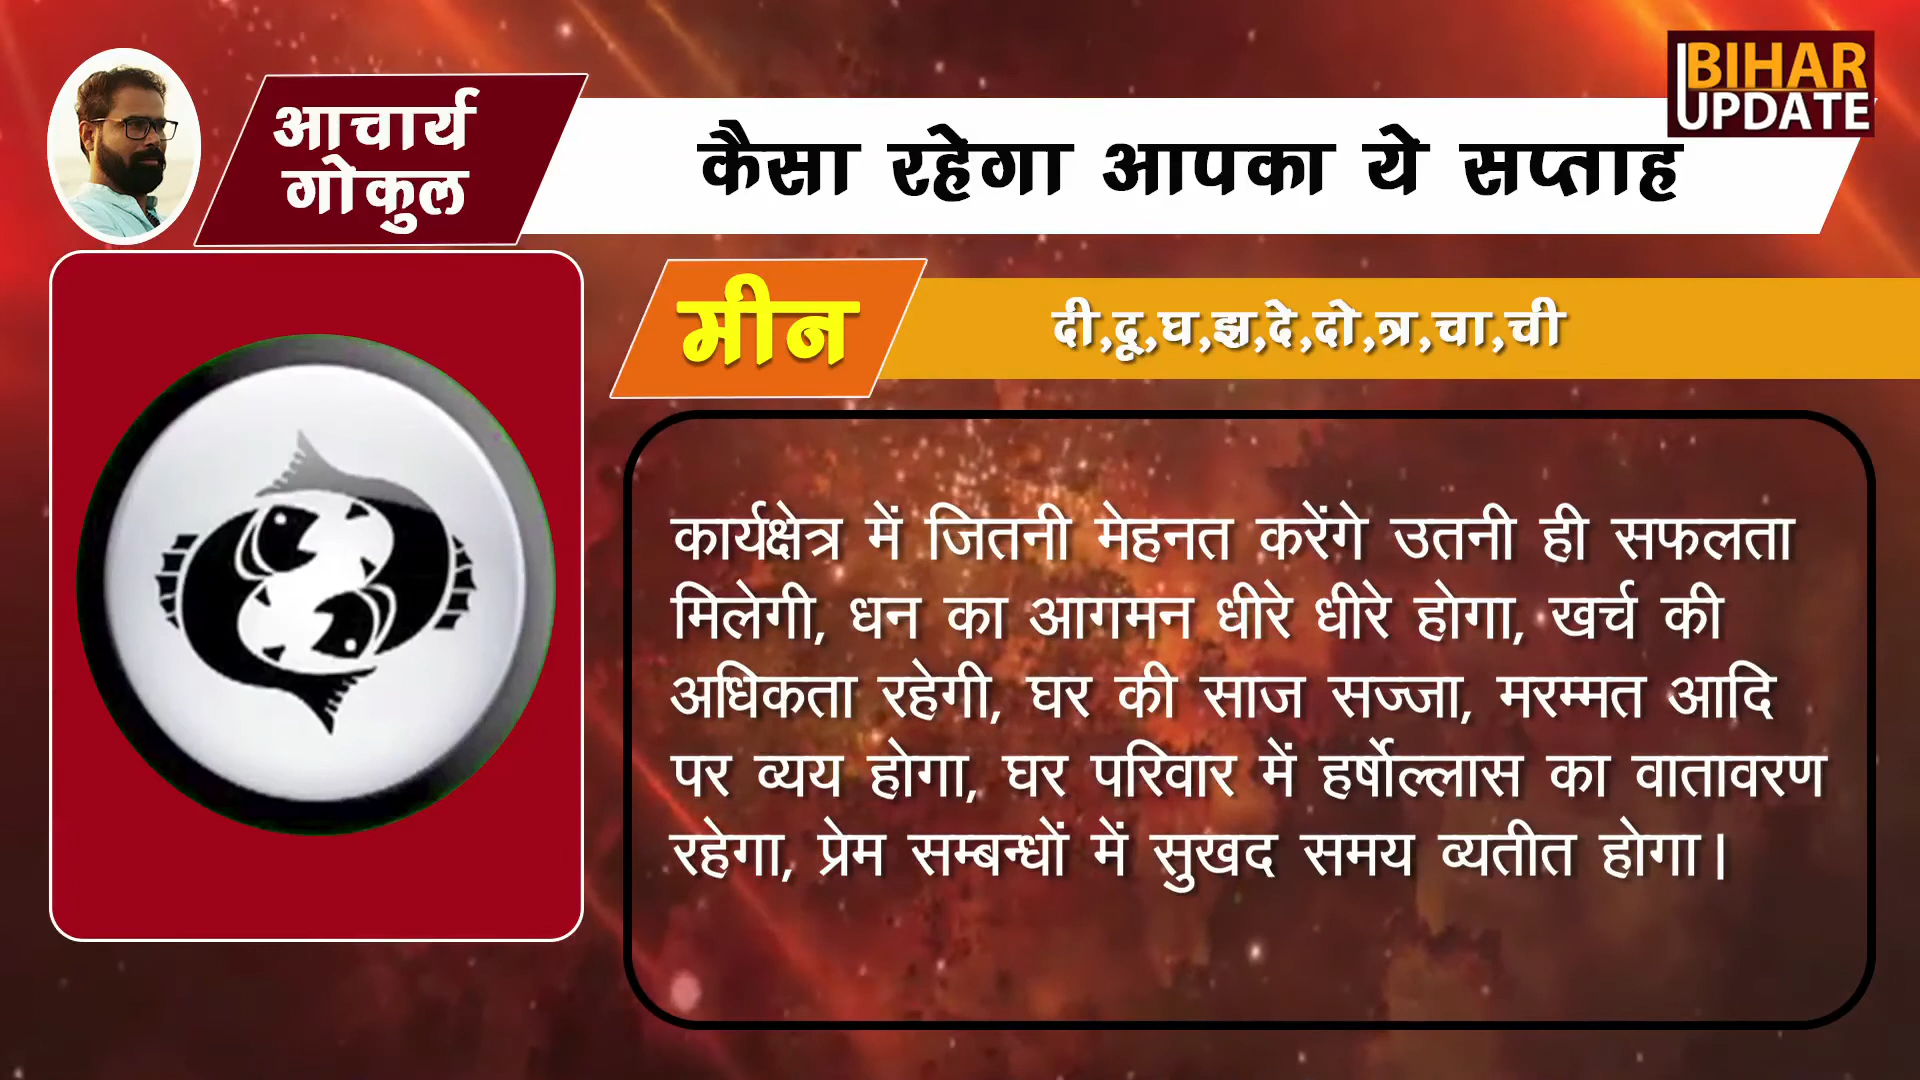 आचार्य
गोकुल
कैसा रहेगा आपका ये सप्ताह
BIHAR
UPDATE
मीन
दी,दू,घ,झ,दे,दो,त्र,चा,ची
कार्यक्षेत्र में जितनी मेहनत करेंगे उतनी ही सफलता
मिलेगी, धन का आगमन धीरे धीरे होगा, खर्च की
अधिकता रहेगी, घर की साज सज्जा, मरम्मत आदि
पर व्यय होगा, घर परिवार में हर्षोल्लास का वातावरण
रहेगा, प्रेम सम्बन्धों में सुखद समय व्यतीत होगा।